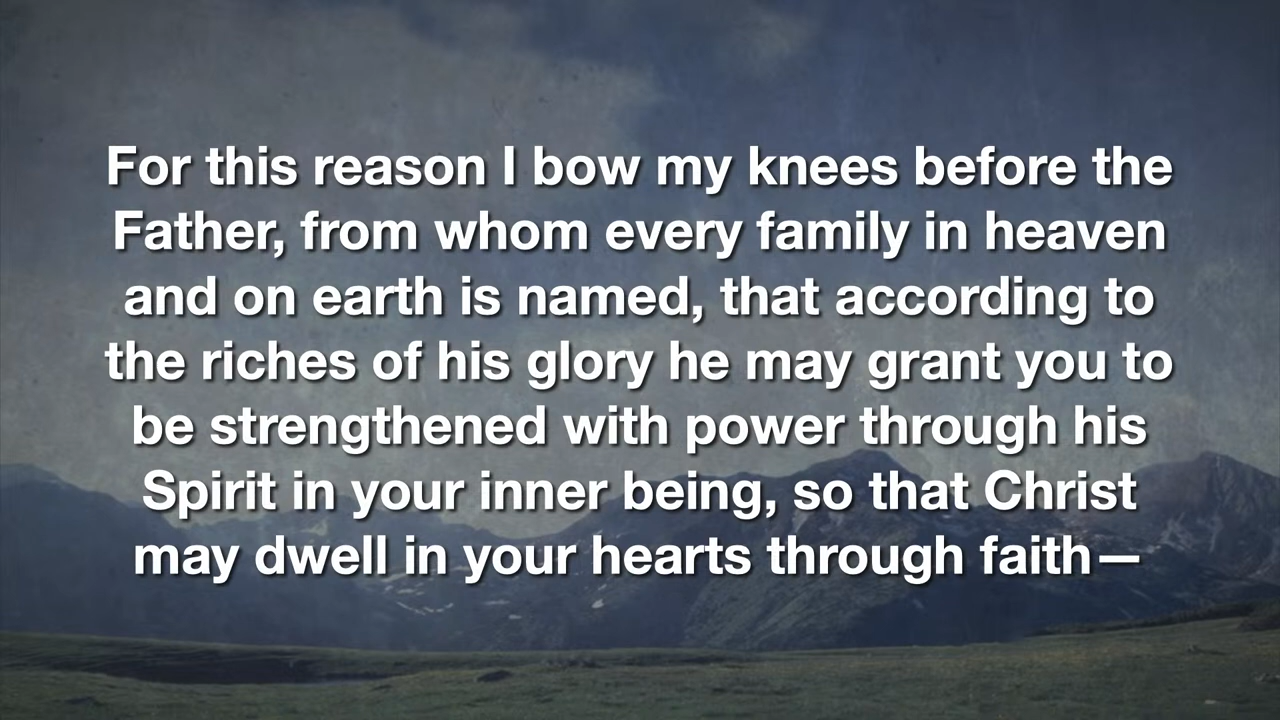 For this reason I bow my knees before the
Father, from whom every family in heaven
and on earth is named, that according to
the riches of his glory he may grant you to
be strengthened with power through his
Spirit in your inner being, so that Christ
may dwell in your hearts through faith—